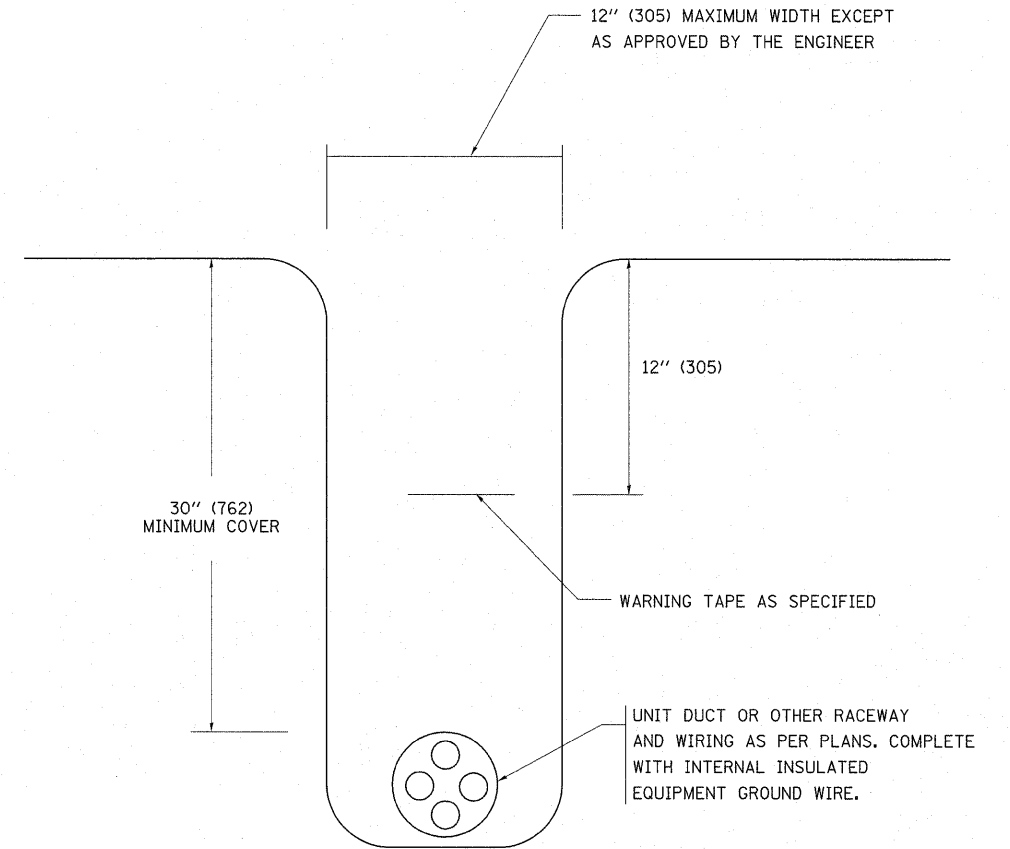 12" (305) MAXIMUM WIDTH EXCEPT
AS APPROVED BY THE ENGINEER
12" (305)
30" (762)
MINIMUM COVER
WARNING TAPE AS SPECIFIED
UNIT DUCT OR OTHER RACEWAY
AND WIRING AS PER PLANS. COMPLETE
WITH INTERNAL INSULATED
EQUIPMENT GROUND WIRE.